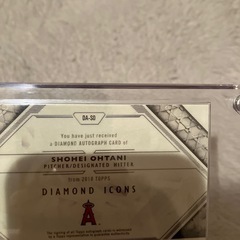 DA-SO
You have just received
a DIAMOND AUTOGRAPH CARD of
SHOHEI OHTANI
PITCHER/DESIGNATED HITTER
from 2018 TOPPS
DIAMOND ICONS
A